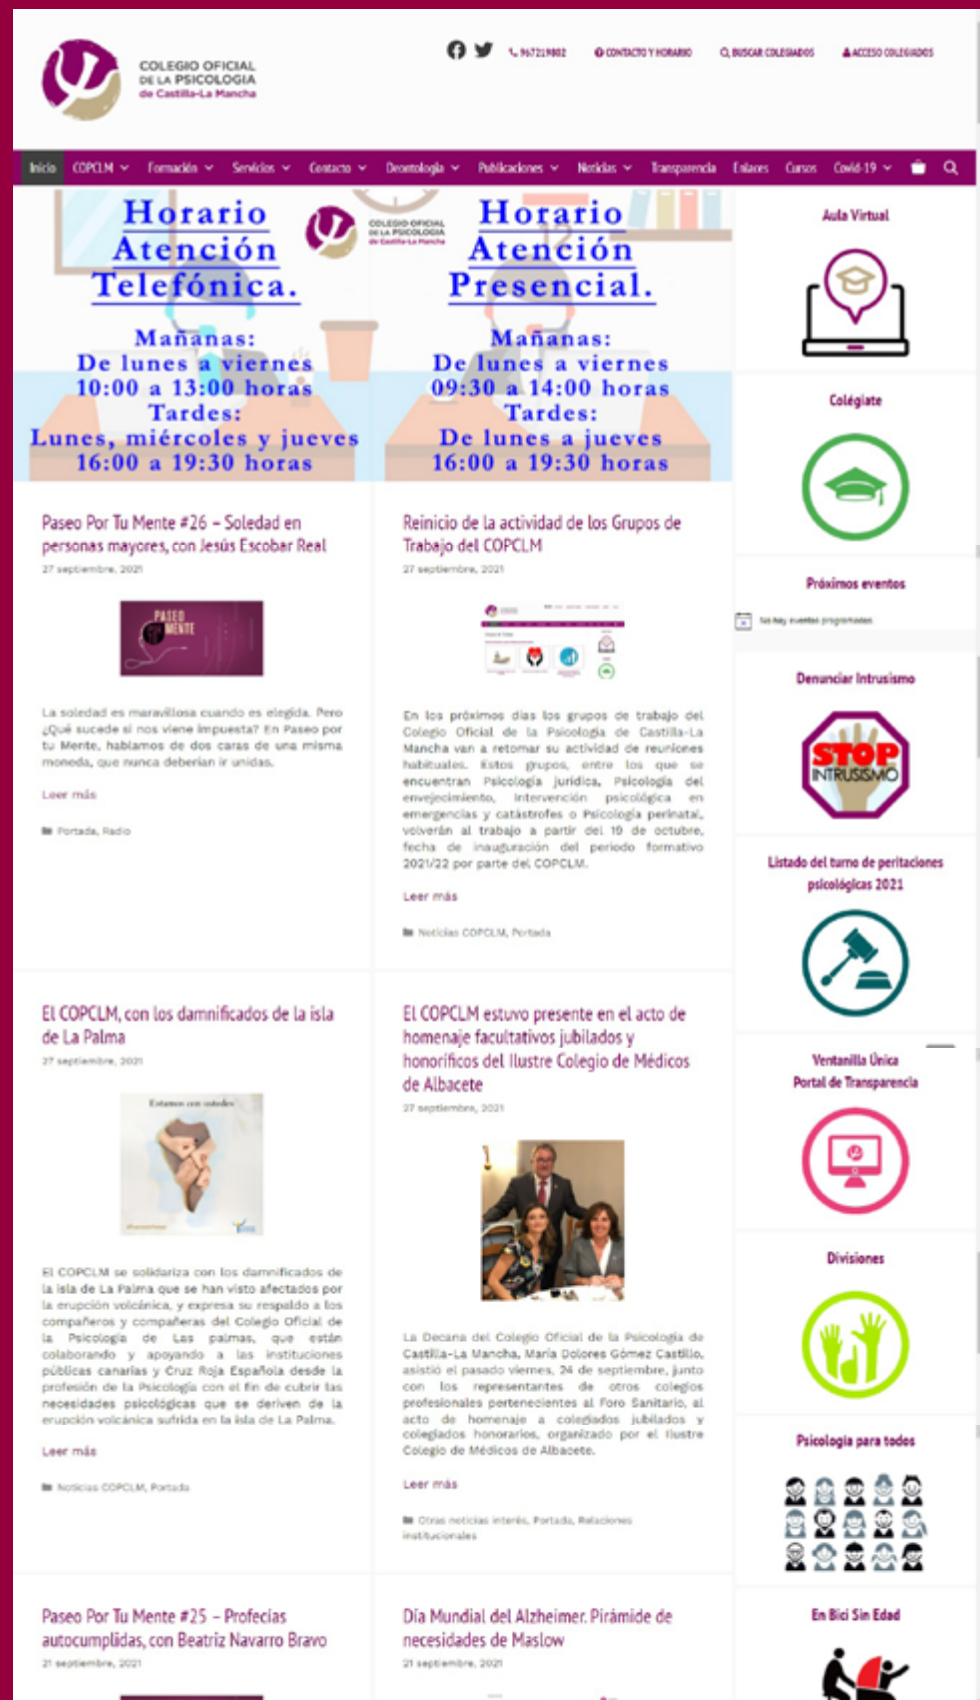 COLEGIO OFICIAL
DE LA PSICOLOGIA
de Castilla-La Mancha
967219802
CONTACTO Y HORARIO
BUSCAR COLEGIADOS
ACCESO COLEGIADOS
Inicio COPCLM Formación Servicios Contacto Deontología Publicaciones Noticias Transparencia Enlaces Cursos Covid-19
Horario
Atención
Telefónica.
Mañanas:
De lunes a viernes
10:00 a 13:00 horas
Tardes:
Lunes, miércoles y jueves
16:00 a 19:30 horas
COLEGIO OFICIAL
DE LA PSICOLOGIA
de Castilla-La Mancha
Horario
Atención
Presencial.
Mañanas:
De lunes a viernes
09:30 a 14:00 horas
Tardes:
De lunes a jueves
16:00 a 19:30 horas
Paseo Por Tu Mente #26 – Soledad en
personas mayores, con Jesús Escobar Real
27 septiembre, 2021
PASEO
MENTE
La soledad es maravillosa cuando es elegida. Pero
¿Qué sucede si nos viene impuesta? En Paseo por
tu Mente, hablamos de dos caras de una misma
moneda, que nunca deberían ir unidas.
Leer más
Portada, Radio
Reinicio de la actividad de los Grupos de
Trabajo del COPCLM
27 septiembre, 2021
En los próximos días los grupos de trabajo del
Colegio Oficial de la Psicología de Castilla-La
Mancha van a retomar su actividad de reuniones
habituales. Estos grupos, entre los que se
encuentran Psicología jurídica, Psicología del
envejecimiento, Intervención psicológica en
emergencias y catástrofes o Psicología perinatal,
volverán al trabajo a partir del 19 de octubre,
fecha de inauguración del periodo formativo
2021/22 por parte del COPCLM.
Leer más
Noticias COPCLM, Portada
El COPCLM, con los damnificados de la isla
de La Palma
27 septiembre, 2021
Estamos con ustedes
El COPCLM se solidariza con los damnificados de
la isla de La Palma que se han visto afectados por
la erupción volcánica, y expresa su respaldo a los
compañeros y compañeras del Colegio Oficial de
la Psicología de Las palmas, que están
colaborando y apoyando a las instituciones
públicas canarias y Cruz Roja Española desde la
profesión de la Psicología con el fin de cubrir las
necesidades psicológicas que se deriven de la
erupción volcánica sufrida en la isla de La Palma.
Leer más
Noticias COPCLM, Portada
El COPCLM estuvo presente en el acto de
homenaje facultativos jubilados y
honoríficos del Ilustre Colegio de Médicos
de Albacete
27 septiembre, 2021
La Decana del Colegio Oficial de la Psicología de
Castilla-La Mancha, María Dolores Gómez Castillo,
asistió el pasado viernes, 24 de septiembre, junto
con los representantes de otros colegios
profesionales pertenecientes al Foro Sanitario, al
acto de homenaje a colegiados jubilados y
colegiados honorarios, organizado por el Ilustre
Colegio de Médicos de Albacete.
Leer más
Otras noticias interés, Portada, Relaciones
institucionales
Paseo Por Tu Mente #25 – Profecías
autocumplidas, con Beatriz Navarro Bravo
21 septiembre, 2021
Día Mundial del Alzheimer. Pirámide de
necesidades de Maslow
21 septiembre, 2021
Aula Virtual
Colégiate
Próximos eventos
No hay eventos programados.
Denunciar Intrusismo
STOP
INTRUSISMO
Listado del turno de peritaciones
psicológicas 2021
Ventanilla Única
Portal de Transparencia
Divisiones
Psicología para todos
En Bici Sin Edad